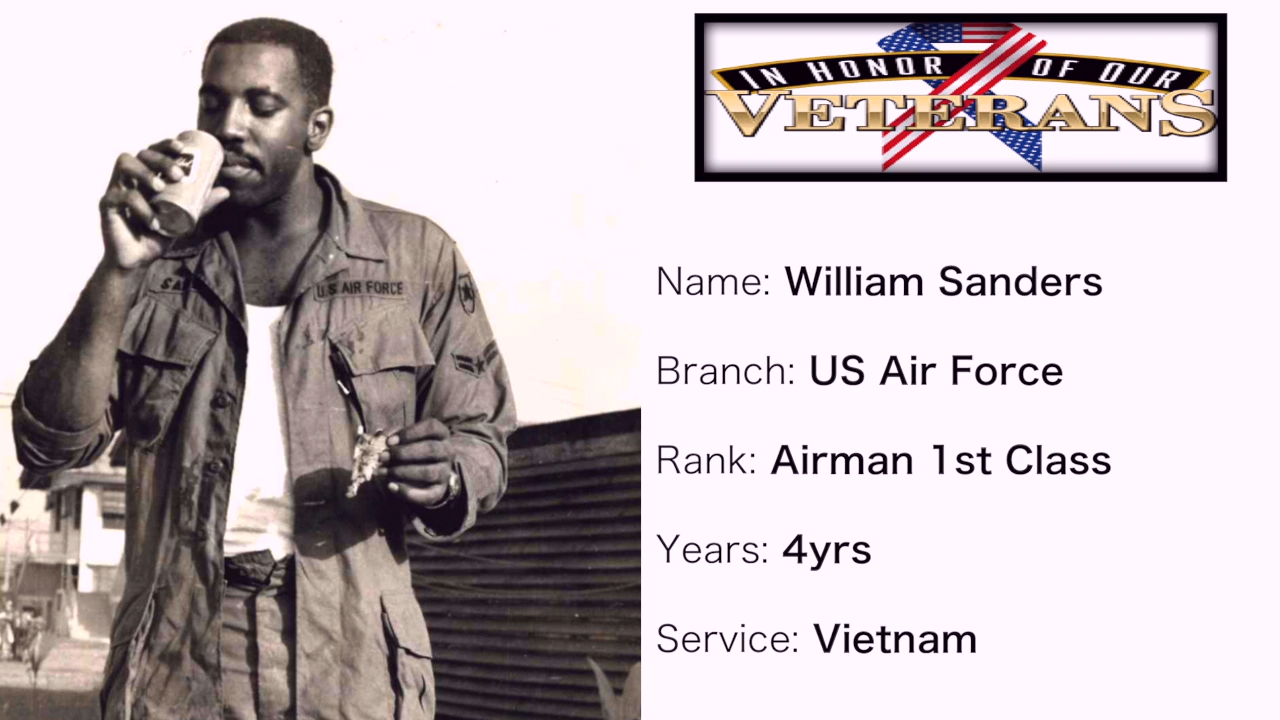 IN HONOR OF OUR
VETERANS
Name: William Sanders
Branch: US Air Force
Rank: Airman 1st Class
Years: 4yrs
Service: Vietnam
U.S AIR FORCE